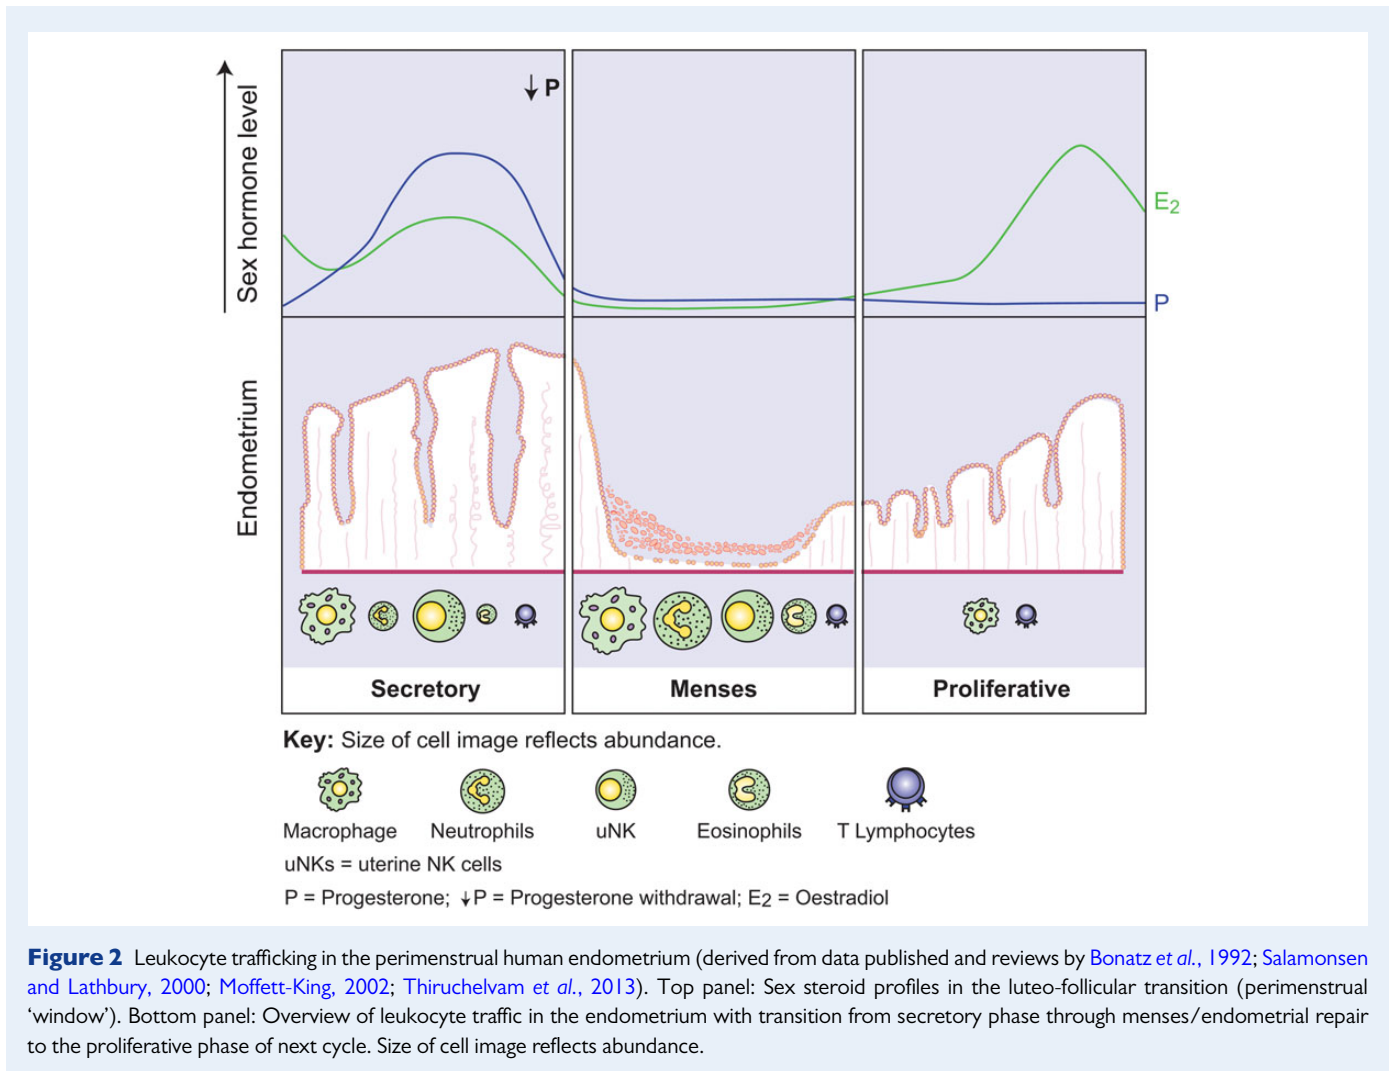 Sex hormone level
↓ P
E2
P
Endometrium
Secretory
Menses
Proliferative
Key: Size of cell image reflects abundance.
Macrophage
Neutrophils
uNK
Eosinophils
T Lymphocytes
uNKs = uterine NK cells
P = Progesterone; ↓P = Progesterone withdrawal; E2 = Oestradiol
Figure 2 Leukocyte trafficking in the perimenstrual human endometrium (derived from data published and reviews by Bonatz et al., 1992; Salamonsen
and Lathbury, 2000; Moffett-King, 2002; Thiruchelvam et al., 2013). Top panel: Sex steroid profiles in the luteo-follicular transition (perimenstrual
‘window’). Bottom panel: Overview of leukocyte traffic in the endometrium with transition from secretory phase through menses/endometrial repair
to the proliferative phase of next cycle. Size of cell image reflects abundance.